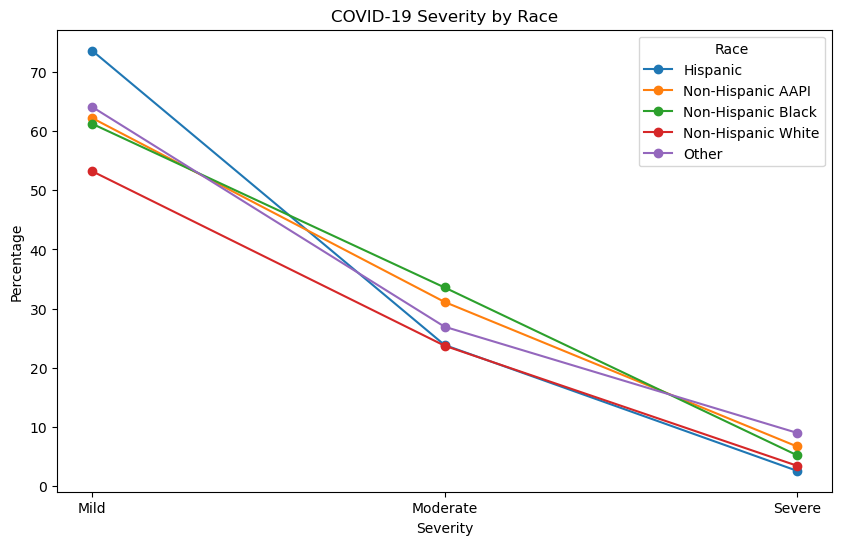 COVID-19 Severity by Race
Race
Hispanic
Non-Hispanic AAPI
Non-Hispanic Black
Non-Hispanic White
Other
Percentage
70
60
50
40
30
20
10
0
Mild
Moderate
Severe
Severity